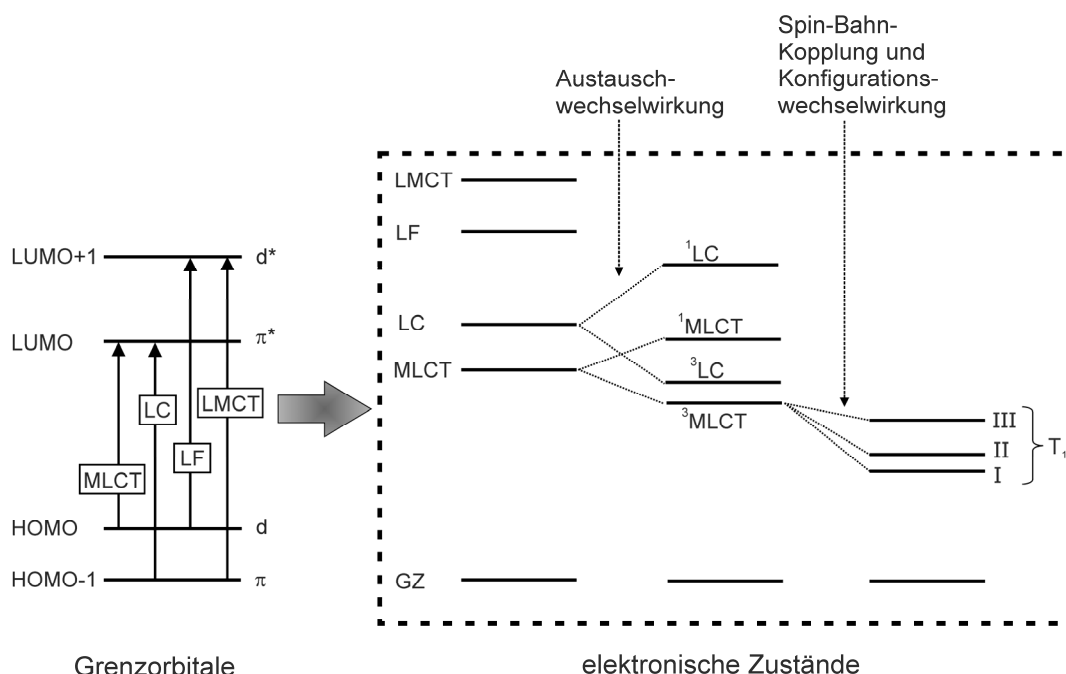 Spin-Bahn-
Kopplung und
Konfigurations-
wechselwirkung
Austausch-
wechselwirkung
LMCT
LF
LUMO+1
d*
¹LC
LC
LUMO
π*
¹MLCT
MLCT
³LC
³MLCT
LC
LMCT
LF
MLCT
III
II
I
T₁
HOMO
d
HOMO-1
π
GZ
Grenzorbitale
elektronische Zustände